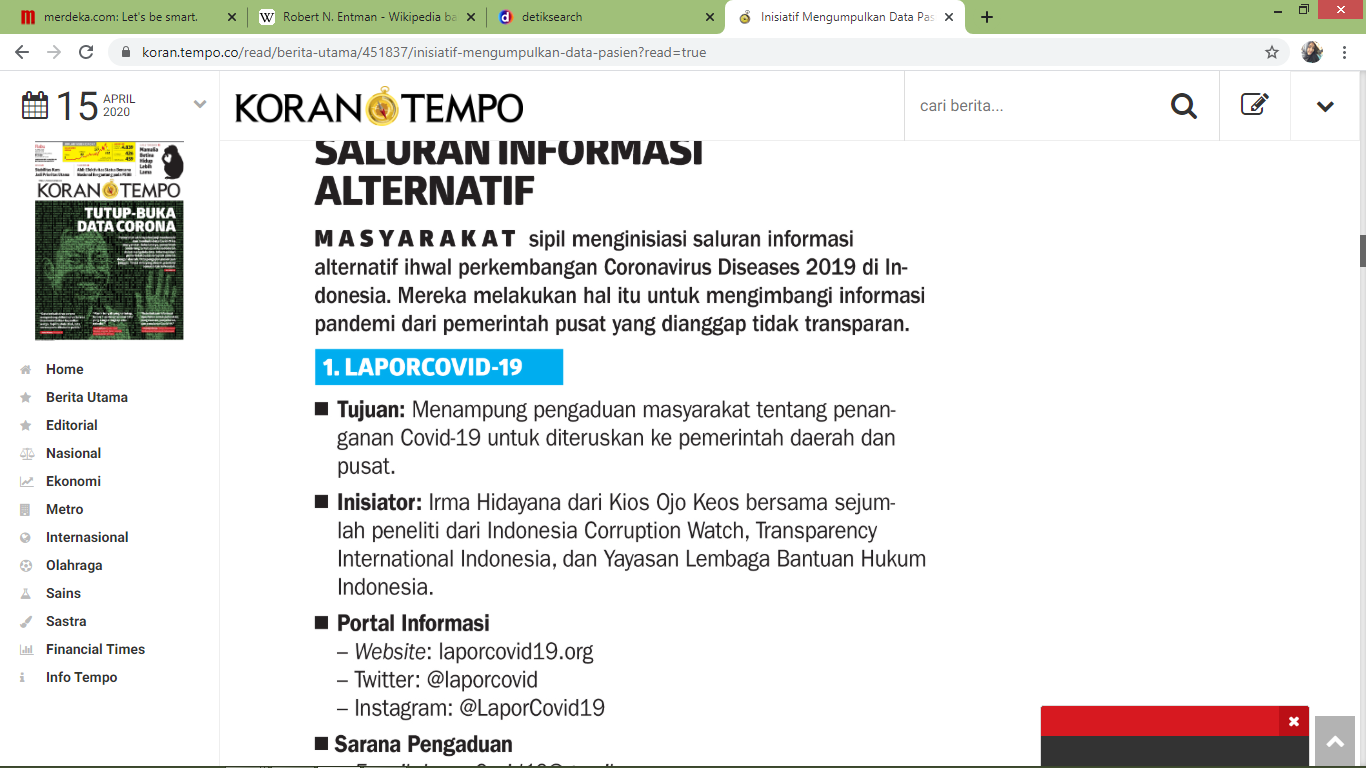 merdeka.com: Let's be smart.
Robert N. Entman - Wikipedia ba
detiksearch
Inisiatif Mengumpulkan Data Pas
koran.tempo.co/read/berita-utama/451837/inisiatif-mengumpulkan-data-pasien?read=true
15 APRIL
2020
KORAN TEMPO
cari berita...
KORAN TEMPO
TUTUP-BUKA
DATA CORONA
Home
Berita Utama
Editorial
Nasional
Ekonomi
Metro
Internasional
Olahraga
Sains
Sastra
Financial Times
Info Tempo
SALURAN INFORMASI
ALTERNATIF
MASYARAKAT sipil menginisiasi saluran informasi
alternatif ihwal perkembangan Coronavirus Diseases 2019 di In-
donesia. Mereka melakukan hal itu untuk mengimbangi informasi
pandemi dari pemerintan pusat yang dianggap tidak transparan.
1. LAPORCOVID-19
Tujuan: Menampung pengaduan masyarakat tentang penan-
ganan Covid-19 untuk diteruskan ke pemerintah daerah dan
pusat.
Inisiator: Irma Hidayana dari Kios Ojo Keos bersama sejum-
lah peneliti dari Indonesia Corruption Watch, Transparency
International Indonesia, dan Yayasan Lembaga Bantuan Hukum
Indonesia.
Portal Informasi
– Website: laporcovid19.org
– Twitter: @laporcovid
– Instagram: @LaporCovid19
Sarana Pengaduan